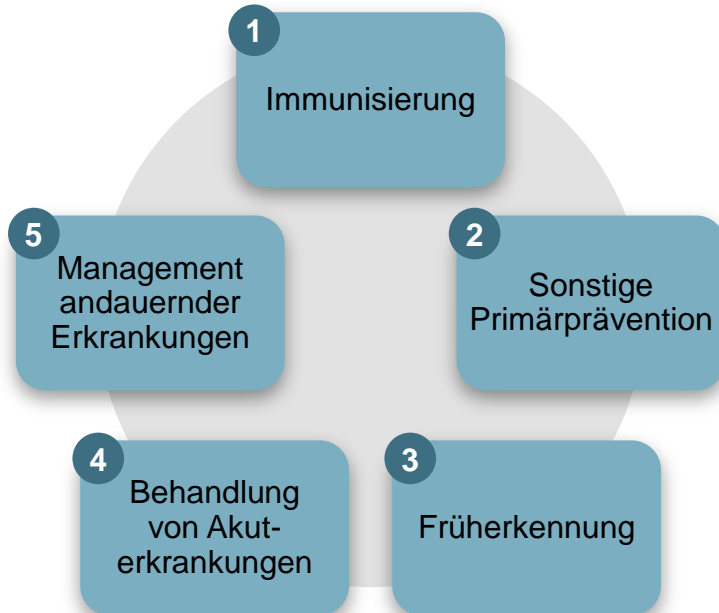 1
Immunisierung
2
Sonstige
Primärprävention
3
Früherkennung
4
Behandlung
von Akut-
erkrankungen
5
Management
andauernder
Erkrankungen